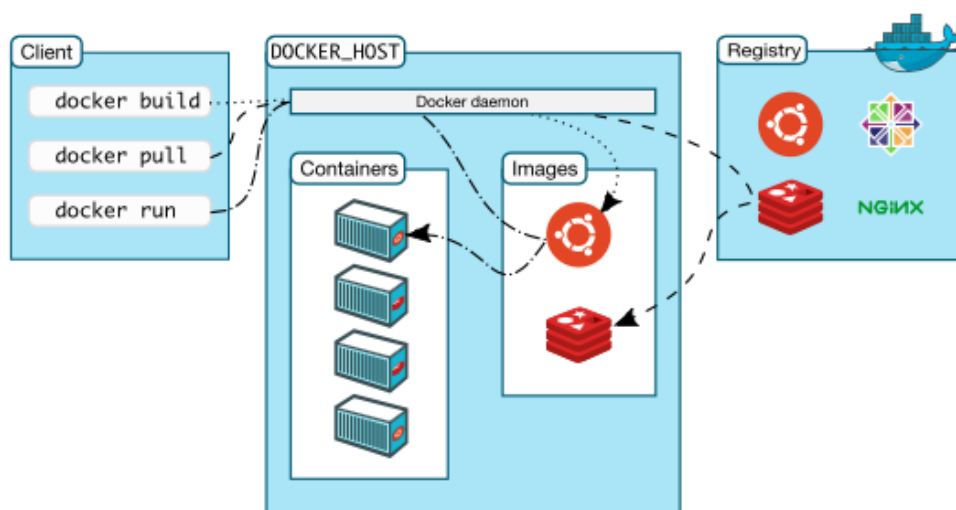 Client
docker build
docker pull
docker run
DOCKER_HOST
Docker daemon
Containers
Images
Registry
NGINX